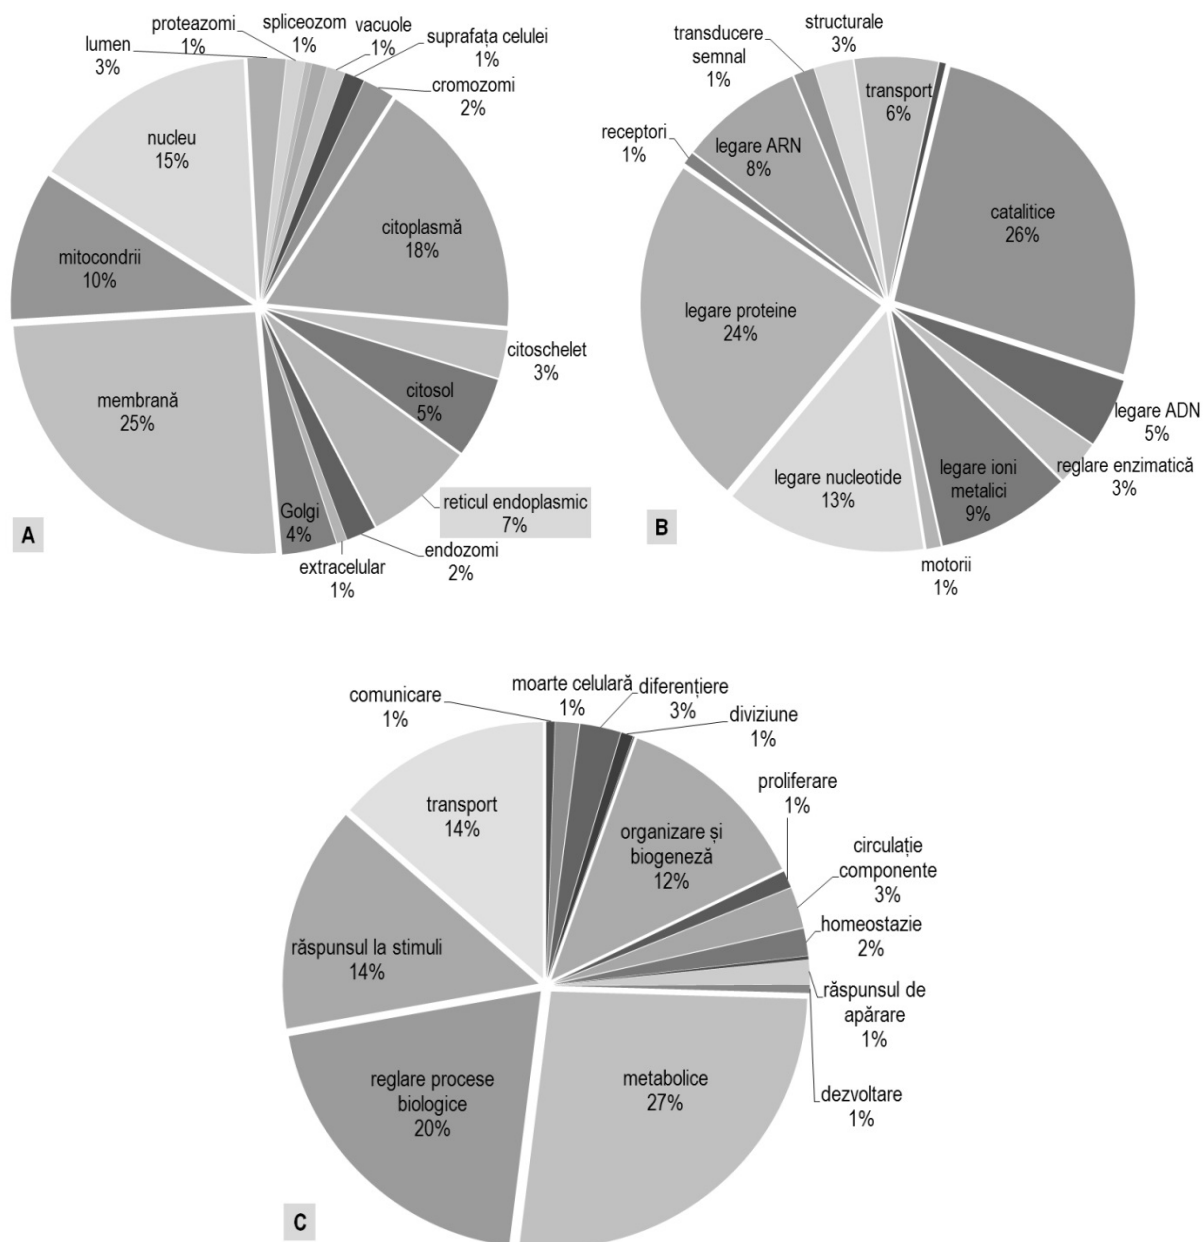 proteazomi
1%
spliceozom
1%
vacuole
1%
suprafața celulei
1%
cromozomi
2%
citoplasmă
18%
citoschelet
3%
citosol
5%
reticul endoplasmic
7%
endozomi
2%
extracelular
1%
Golgi
4%
membrană
25%
mitocondrii
10%
nucleu
15%
lumen
3%
A
structurale
3%
transport
6%
catalitice
26%
legare ADN
5%
reglare enzimatică
3%
legare ioni
metalici
9%
motorii
1%
legare nucleotide
13%
legare proteine
24%
receptori
1%
legare ARN
8%
transducere
semnal
1%
B
comunicare
1%
moarte celulară
1%
diferențiere
3%
diviziune
1%
organizare și
biogeneză
12%
proliferare
1%
circulație
componente
3%
homeostazie
2%
răspunsul de
apărare
1%
dezvoltare
1%
metabolice
27%
reglare procese
biologice
20%
răspunsul la stimuli
14%
transport
14%
C